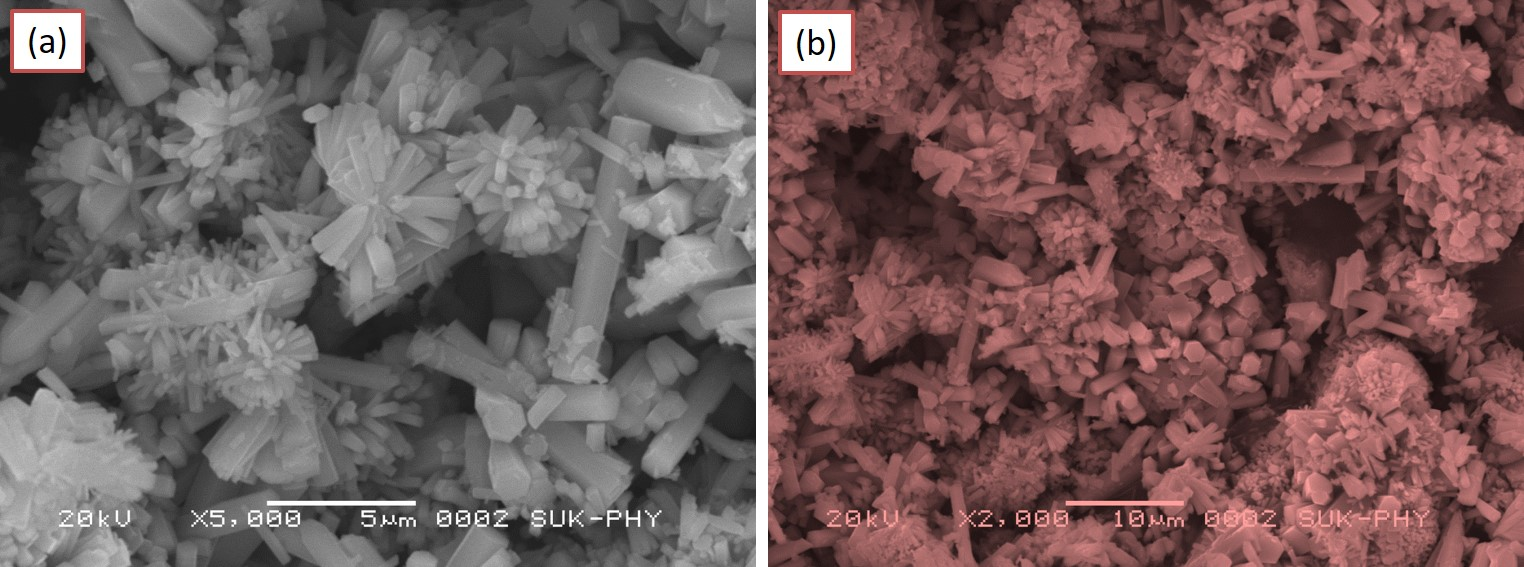 (a)
20kV X5,000 5µm 0002 SUK-PHY
(b)
20kV X2,000 10µm 0002 SUK-PHY